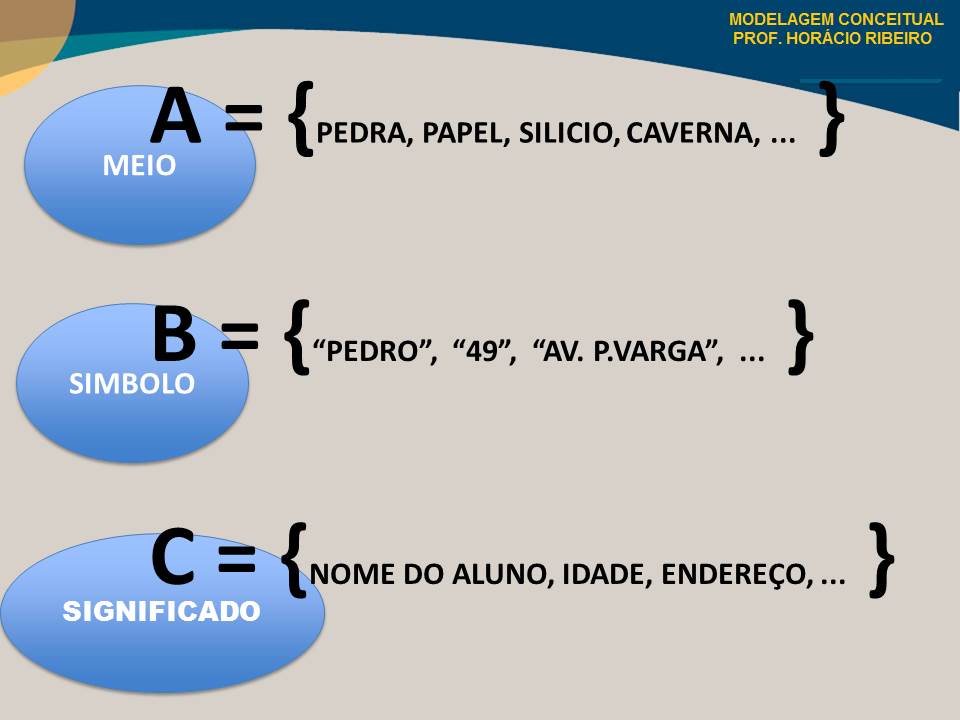 MODELAGEM CONCEITUAL
PROF. HORÁCIO RIBEIRO
A = {PEDRA, PAPEL, SILICIO, CAVERNA, ... }
MEIO
B = {“PEDRO”, “49”, “AV. P.VARGA”, ... }
SIMBOLO
C = {NOME DO ALUNO, IDADE, ENDEREÇO, ... }
SIGNIFICADO